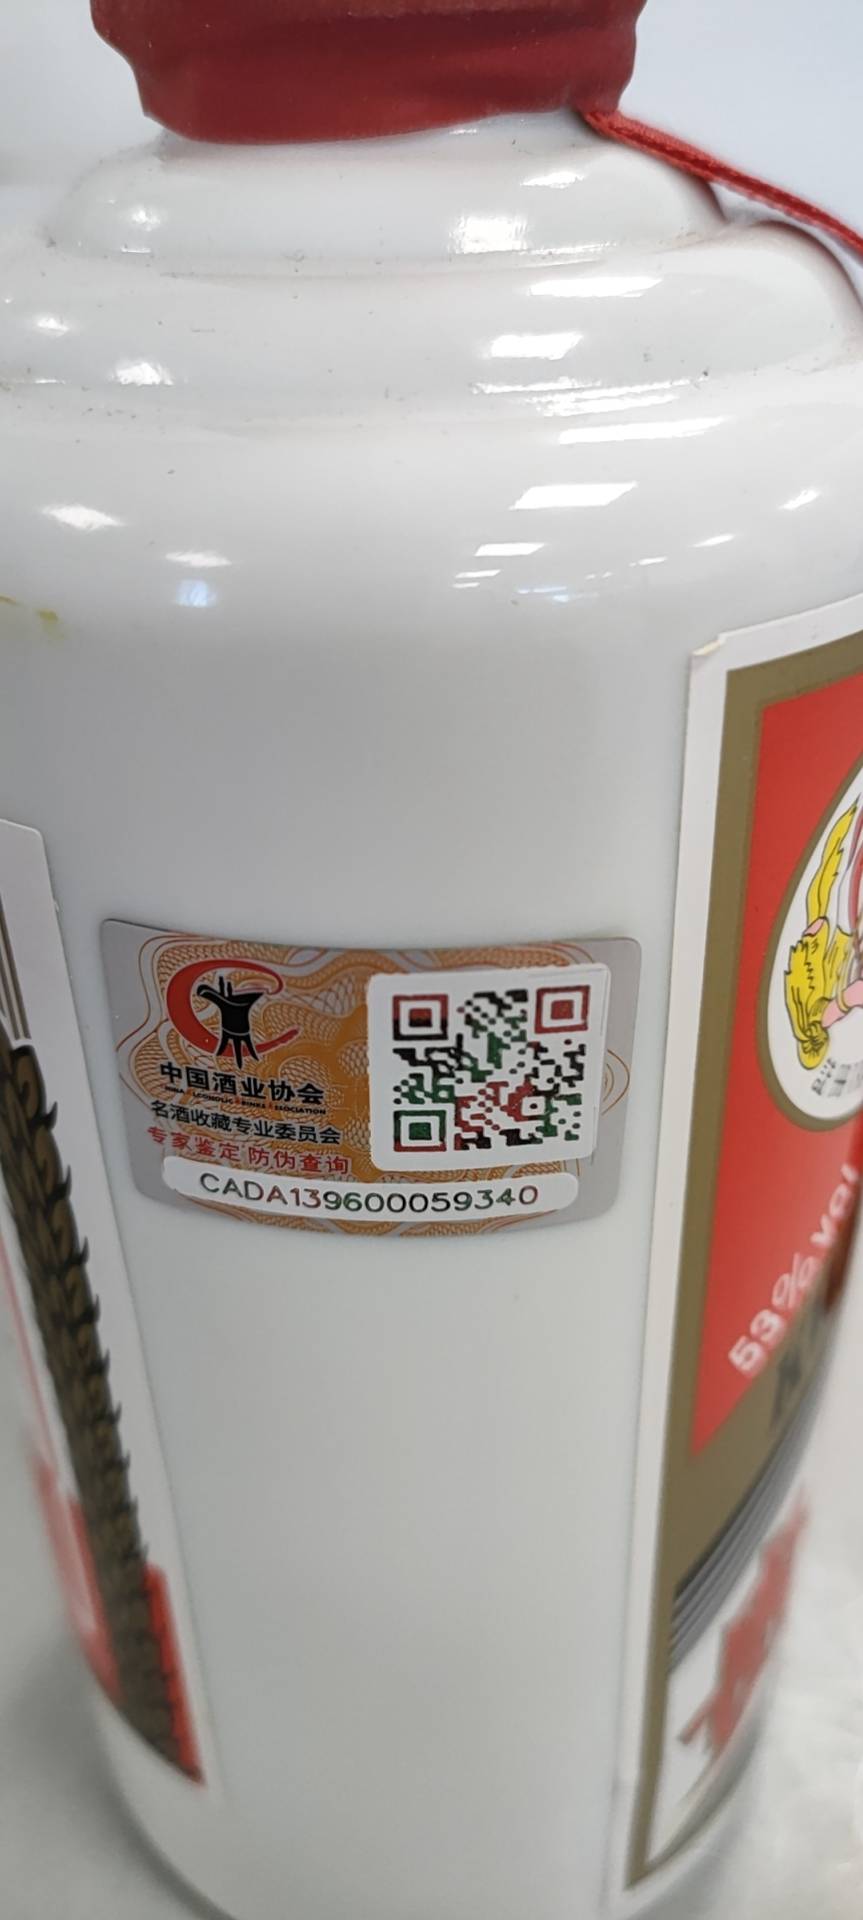 中国酒业协会
名酒收藏专业委员会
专家鉴定 防伪查询
CADA139600059340
53% vol